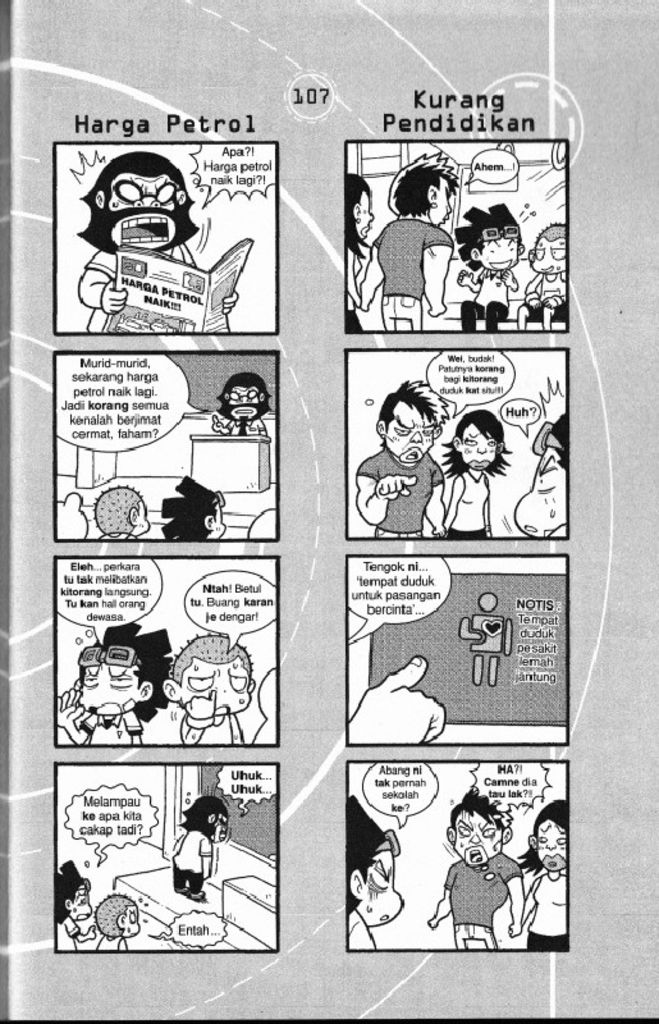 107
Harga Petrol
Apa?!
Harga petrol
naik lagi?!
HARGA PETROL
NAIK!!!!
Murid-murid,
sekarang harga
petrol naik lagi.
Jadi korang semua
kenalah berjimat
cermat, faham?
Eleh... perkara
tu tak melibatkan
kitorang langsung.
Tu kan hal orang
dewasa.
Ntah! Betul
tu. Buang karan
je dengar!
Uhuk...
Uhuk...
Melampau
ke apa kita
cakap tadi?
Entah...
Kurang
Pendidikan
Ahem...!
Wei, budak!
Patutnya korang
bagi kitorang
duduk kat situ!!!!
Huh?
Tengok ni...
'tempat duduk
untuk pasangan
bercinta'...
NOTIS :
Tempat
duduk
pesakit
lemah
jantung
Abang ni
tak pernah
sekolah
ke?
HA?!
Camne dia
tau lak?!!